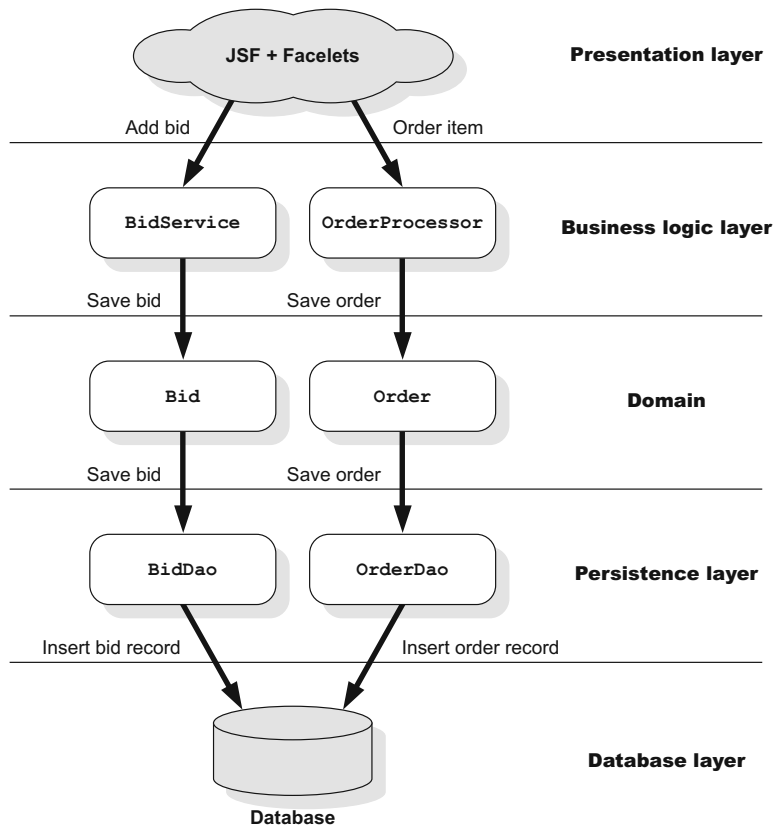 JSF + Facelets
Presentation layer
Add bid
Order item
BidService
OrderProcessor
Business logic layer
Save bid
Save order
Bid
Order
Domain
Save bid
Save order
BidDao
OrderDao
Persistence layer
Insert bid record
Insert order record
Database layer
Database